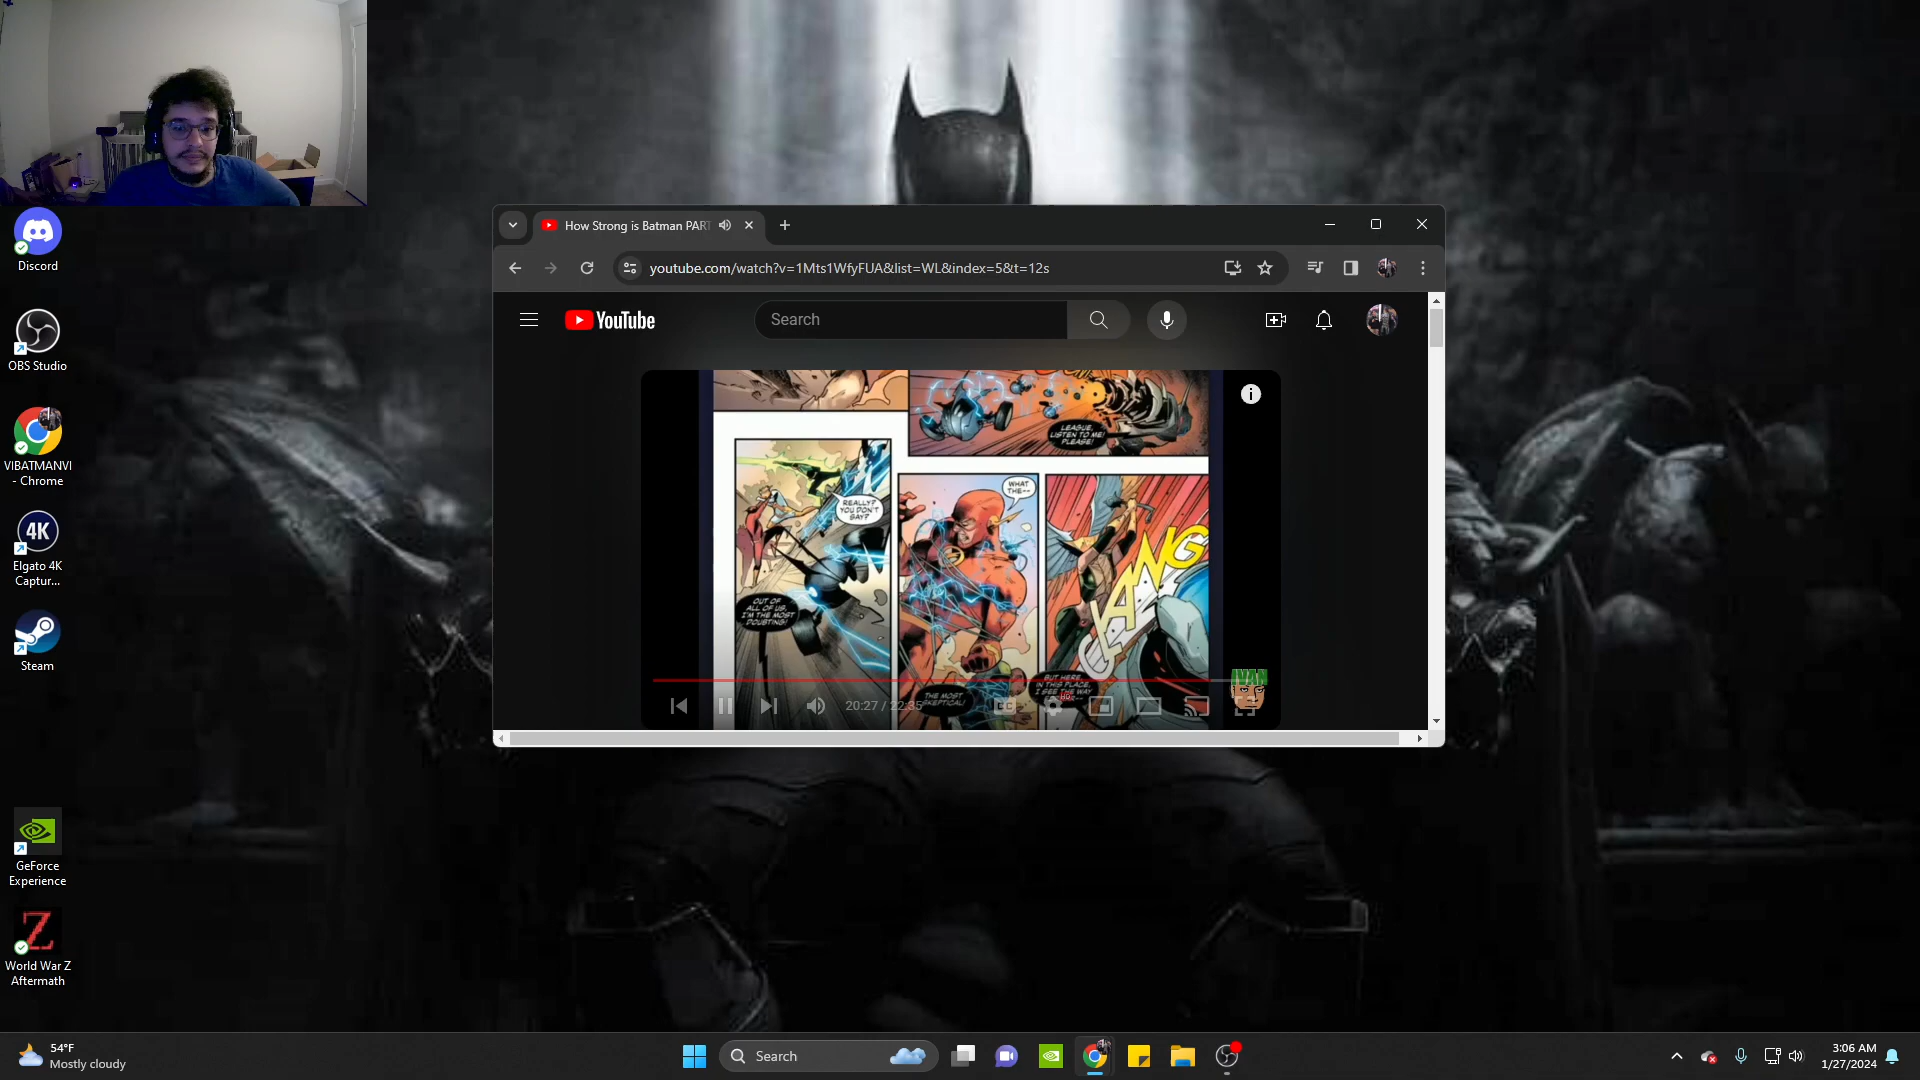 Discord
OBS Studio
VIBATMANVI
- Chrome
4K
Elgato 4K
Captur...
Steam
GeForce
Experience
Z
World War Z
Aftermath
How Strong is Batman PAR
youtube.com/watch?v=1Mts1WfyFUA&list=WL&index=5&t=12s
YouTube
Search
LEAGUE,
LISTEN TO ME!
PLEASE!
REALLY?
YOU DON'T
SAY?
WHAT
THE--
OUT OF
ALL OF US,
I'M THE MOST
DOUBTING!
THE MOST
SKEPTICAL!
BUT HERE,
IN THIS PLACE,
I SEE THE WAY
IVAN
20:27 / 22:35
CC
HD
54°F
Mostly cloudy
Search
3:06 AM
1/27/2024